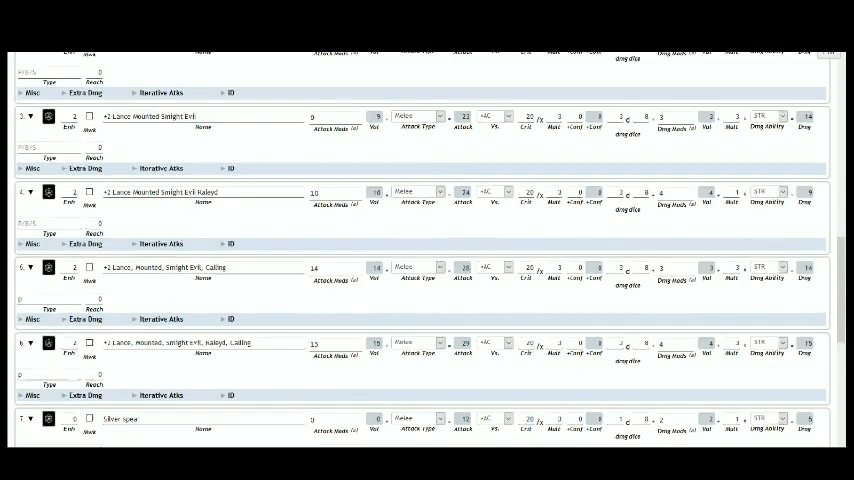 P/B/S 0
Type Reach
Misc Extra Dmg Iterative Atks ID
3. 2 +2 Lance Mounted Smight Evil 9 9 + Melee = 23 +AC 20 /x 3 0 0 3 d 8 + 3 3 + 3 x STR = 14
Enh Mwk Name Attack Mods (a) Val Attack Type Attack Vs. Crit Mult +Conf +Conf dmg dice Dmg Mods (a) Val Mult Dmg Ability Dmg
P/B/S 0
Type Reach
Misc Extra Dmg Iterative Atks ID
4. 2 +2 Lance Mounted Smight Evil Raleyd 10 10 + Melee = 24 +AC 20 /x 3 0 0 3 d 8 + 4 4 + 1 x STR = 9
Enh Mwk Name Attack Mods (a) Val Attack Type Attack Vs. Crit Mult +Conf +Conf dmg dice Dmg Mods (a) Val Mult Dmg Ability Dmg
P/B/S 0
Type Reach
Misc Extra Dmg Iterative Atks ID
2 +2 Lance, Mounted, Smight Evil, Calling 14 14 + Melee = 28 +AC 20 /x 3 0 0 3 d 8 + 3 3 + 3 x STR = 14
Enh Mwk Name Attack Mods (a) Val Attack Type Attack Vs. Crit Mult +Conf +Conf dmg dice Dmg Mods (a) Val Mult Dmg Ability Dmg
p 0
Type Reach
Misc Extra Dmg Iterative Atks ID
6. 2 +2 Lance, Mounted, Smight Evil, Raleyd, Calling 15 15 + Melee = 29 +AC 20 /x 3 0 0 3 d 8 + 4 4 + 3 x STR = 15
Enh Mwk Name Attack Mods (a) Val Attack Type Attack Vs. Crit Mult +Conf +Conf dmg dice Dmg Mods (a) Val Mult Dmg Ability Dmg
p 0
Type Reach
Misc Extra Dmg Iterative Atks ID
7. 0 Silver spear 0 0 + Melee = 12 +AC 20 /x 3 0 0 1 d 8 + 2 2 + 1 x STR = 5
Enh Mwk Name Attack Mods (a) Val Attack Type Attack Vs. Crit Mult +Conf +Conf dmg dice Dmg Mods (a) Val Mult Dmg Ability Dmg